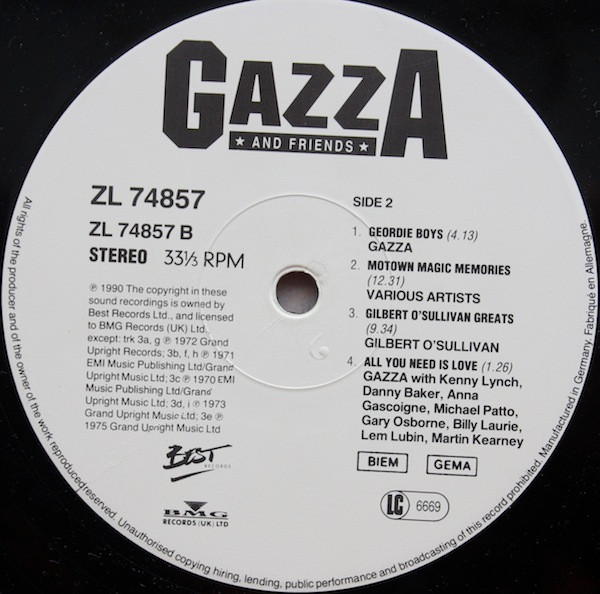 GAZZA
★ AND FRIENDS ★
ZL 74857
ZL 74857 B
STEREO 33⅓ RPM
℗ 1990 The copyright in these
sound recordings is owned by
Best Records Ltd., and licensed
to BMG Records (UK) Ltd.,
except: trk 3a, g ℗ 1972 Grand
Upright Records; 3b, f, h ℗ 1971
EMI Music Publishing Ltd/Grand
Upright Music Ltd; 3c ℗ 1970 EMI
Music Publishing Ltd/Grand
Upright Music Ltd; 3d, i ℗ 1973
Grand Upright Music Ltd; 3e ℗
1975 Grand Upright Music Ltd
BEST
RECORDS
BMG
RECORDS (UK) LTD
SIDE 2
1. GEORDIE BOYS (4.13)
GAZZA
2. MOTOWN MAGIC MEMORIES
(12.31)
VARIOUS ARTISTS
3. GILBERT O'SULLIVAN GREATS
(9.34)
GILBERT O'SULLIVAN
4. ALL YOU NEED IS LOVE (1.26)
GAZZA with Kenny Lynch,
Danny Baker, Anna
Gascoigne, Michael Patto,
Gary Osborne, Billy Laurie,
Lem Lubin, Martin Kearney
BIEM GEMA
LC 6669
All rights of the producer and of the owner of the work reproducedreserved. Unauthorised copying hiring, lending, public performance and broadcasting of this record prohibited. Manufactured in Germany. Fabriqué en Allemagne.